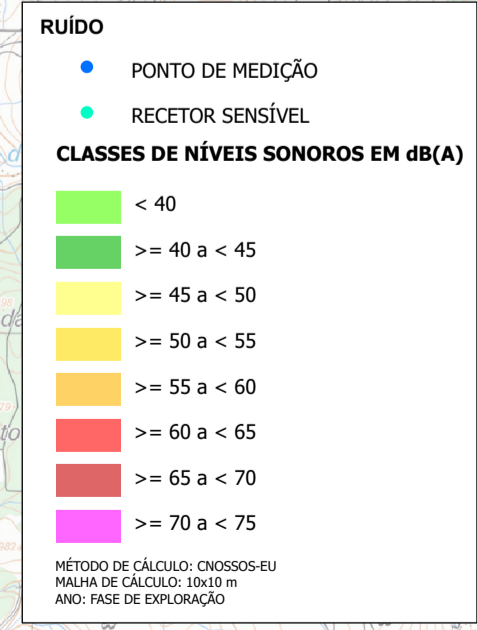 RUÍDO
PONTO DE MEDIÇÃO
RECETOR SENSÍVEL
CLASSES DE NÍVEIS SONOROS EM dB(A)
< 40
>= 40 a < 45
>= 45 a < 50
>= 50 a < 55
>= 55 a < 60
>= 60 a < 65
>= 65 a < 70
>= 70 a < 75
MÉTODO DE CÁLCULO: CNOSSOS-EU
MALHA DE CÁLCULO: 10x10 m
ANO: FASE DE EXPLORAÇÃO